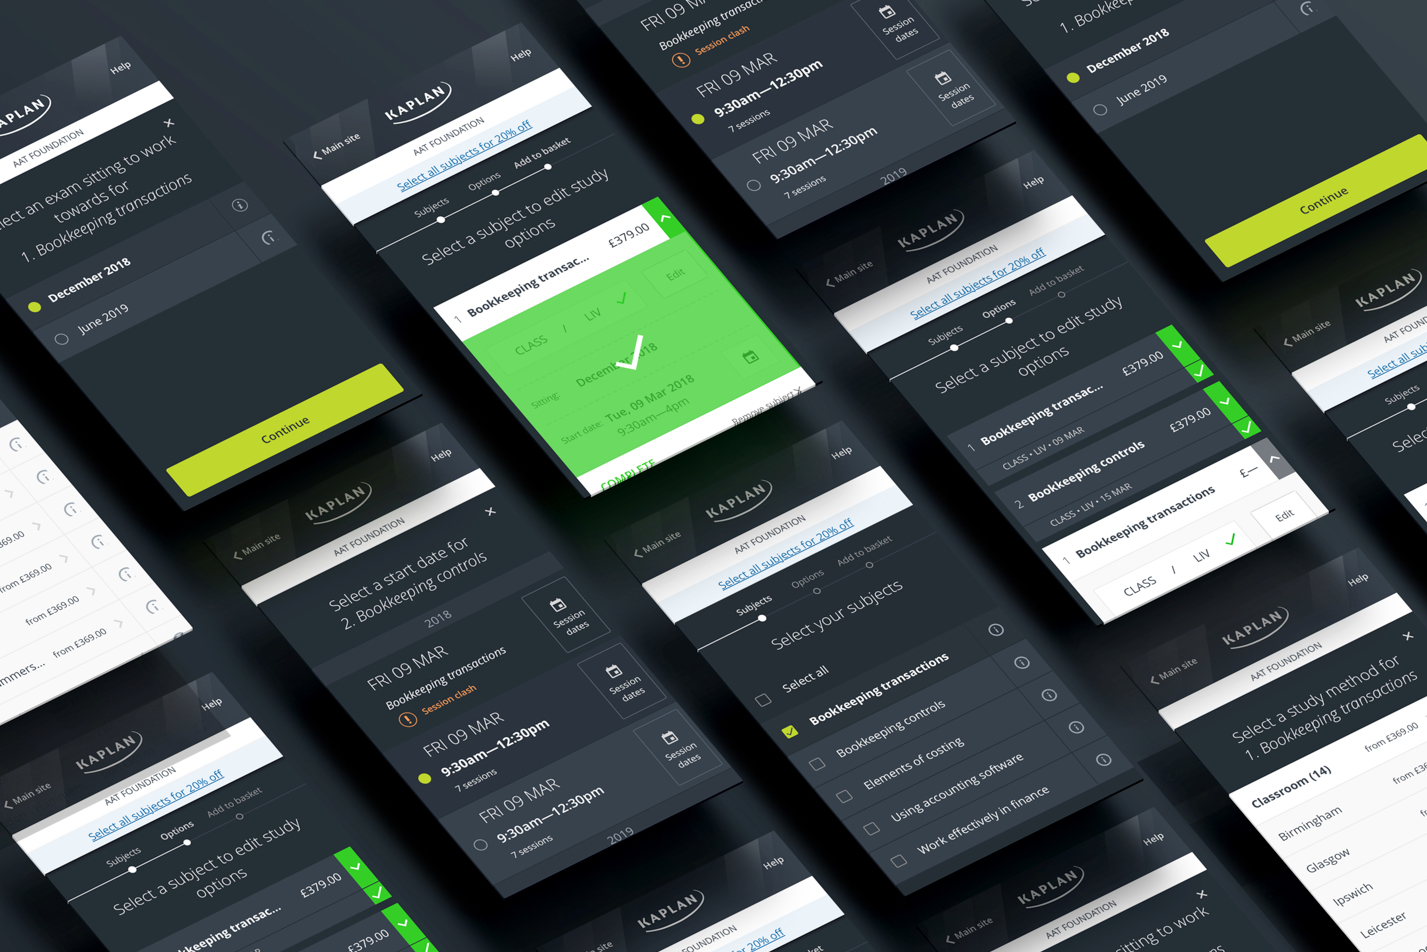 Help
KAPLAN
AAT FOUNDATION
an exam sitting to work
towards for
1. Bookkeeping transactions
December 2018
June 2019
Continue
Main site
KAPLAN
Help
AAT FOUNDATION
Select all subjects for 20% off
Subjects
Options
Add to basket
Select a subject to edit study
options
1 Bookkeeping transac... £379.00
CLASS / LIV
Edit
Sitting: December 2018
Start date: Tue, 09 Mar 2018
9:30am—4pm
Remove subject
COMPLETE
FRI 09 MAR
Bookkeeping
Session clash
Session
dates
FRI 09 MAR
9:30am—12:30pm
7 sessions
Session
dates
FRI 09 MAR
9:30am—12:30pm
7 sessions
2019
1.
December 2018
June 2019
Continue
Main site
KAPLAN
Help
AAT FOUNDATION
Select all subjects for 20% off
Subjects
Options
Add to basket
Select a subject to edit study
options
1 Bookkeeping transac... £379.00
CLASS • LIV • 09 MAR
2 Bookkeeping controls £379.00
CLASS • LIV • 15 MAR
1 Bookkeeping transactions £—
CLASS / LIV
Edit
Main site
KAPLAN
AAT FOUNDATION
Subjects
from £369.00
from £369.00
from £369.00
Main site
KAPLAN
Help
AAT FOUNDATION
Select a start date for
2. Bookkeeping controls
2018
FRI 09 MAR
Bookkeeping transactions
Session clash
Session
dates
FRI 09 MAR
9:30am—12:30pm
7 sessions
Session
dates
FRI 09 MAR
9:30am—12:30pm
7 sessions
Session
dates
2019
Main site
KAPLAN
Help
AAT FOUNDATION
Select all subjects for 20% off
Subjects
Options
Add to basket
Select your subjects
Select all
Bookkeeping transactions
Bookkeeping controls
Elements of costing
Using accounting software
Work effectively in finance
Main site
KAPLAN
Help
AAT FOUNDATION
Select a study method for
1. Bookkeeping transactions
Classroom (14) from £369.00
Birmingham
Glasgow
Ipswich
Leicester
Main site
KAPLAN
Help
AAT FOUNDATION
Select all subjects for 20% off
Subjects
Options
Add to basket
Select a subject to edit study
options
£379.00
£379.00
Main site
KAPLAN
Help
AAT FOUNDATION
for 20% off
Main site
KAPLAN
Help
AAT FOUNDATION
sitting to work